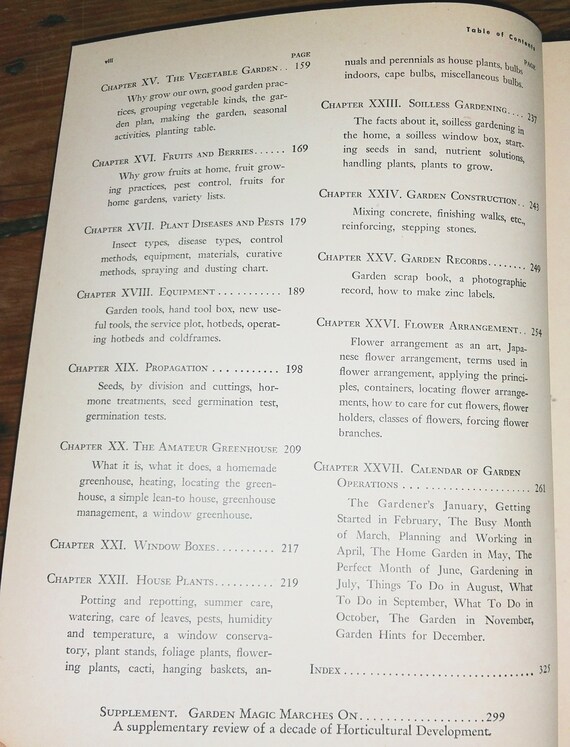 viii
Table of Contents
PAGE
Chapter XV. The Vegetable Garden.. 159
Why grow our own, good garden prac-
tices, grouping vegetable kinds, the gar-
den plan, making the garden, seasonal
activities, planting table.
Chapter XVI. Fruits and Berries...... 169
Why grow fruits at home, fruit grow-
ing practices, pest control, fruits for
home gardens, variety lists.
Chapter XVII. Plant Diseases and Pests 179
Insect types, disease types, control
methods, equipment, materials, curative
methods, spraying and dusting chart.
Chapter XVIII. Equipment ........... 189
Garden tools, hand tool box, new use-
ful tools, the service plot, hotbeds, operat-
ing hotbeds and coldframes.
Chapter XIX. Propagation ........... 198
Seeds, by division and cuttings, hor-
mone treatments, seed germination test,
germination tests.
Chapter XX. The Amateur Greenhouse 209
What it is, what it does, a homemade
greenhouse, heating, locating the green-
house, a simple lean-to house, greenhouse
management, a window greenhouse.
Chapter XXI. Window Boxes.......... 217
Chapter XXII. House Plants.......... 219
Potting and repotting, summer care,
watering, care of leaves, pests, humidity
and temperature, a window conserva-
tory, plant stands, foliage plants, flower-
ing plants, cacti, hanging baskets, an-
PAGE
nuals and perennials as house plants, bulbs
indoors, cape bulbs, miscellaneous bulbs.
Chapter XXIII. Soilless Gardening.... 237
The facts about it, soilless gardening in
the home, a soilless window box, start-
ing seeds in sand, nutrient solutions,
handling plants, plants to grow.
Chapter XXIV. Garden Construction.. 243
Mixing concrete, finishing walks, etc.,
reinforcing, stepping stones.
Chapter XXV. Garden Records........ 249
Garden scrap book, a photographic
record, how to make zinc labels.
Chapter XXVI. Flower Arrangement.. 254
Flower arrangement as an art, Japa-
nese flower arrangement, terms used in
flower arrangement, applying the princi-
ples, containers, locating flower arrange-
ments, how to care for cut flowers, flower
holders, classes of flowers, forcing flower
branches.
Chapter XXVII. Calendar of Garden
Operations ..................... 261
The Gardener's January, Getting
Started in February, The Busy Month
of March, Planning and Working in
April, The Home Garden in May, The
Perfect Month of June, Gardening in
July, Things To Do in August, What
To Do in September, What To Do in
October, The Garden in November,
Garden Hints for December.
Index ................................ 325
Supplement. Garden Magic Marches On.................. 299
A supplementary review of a decade of Horticultural Development.